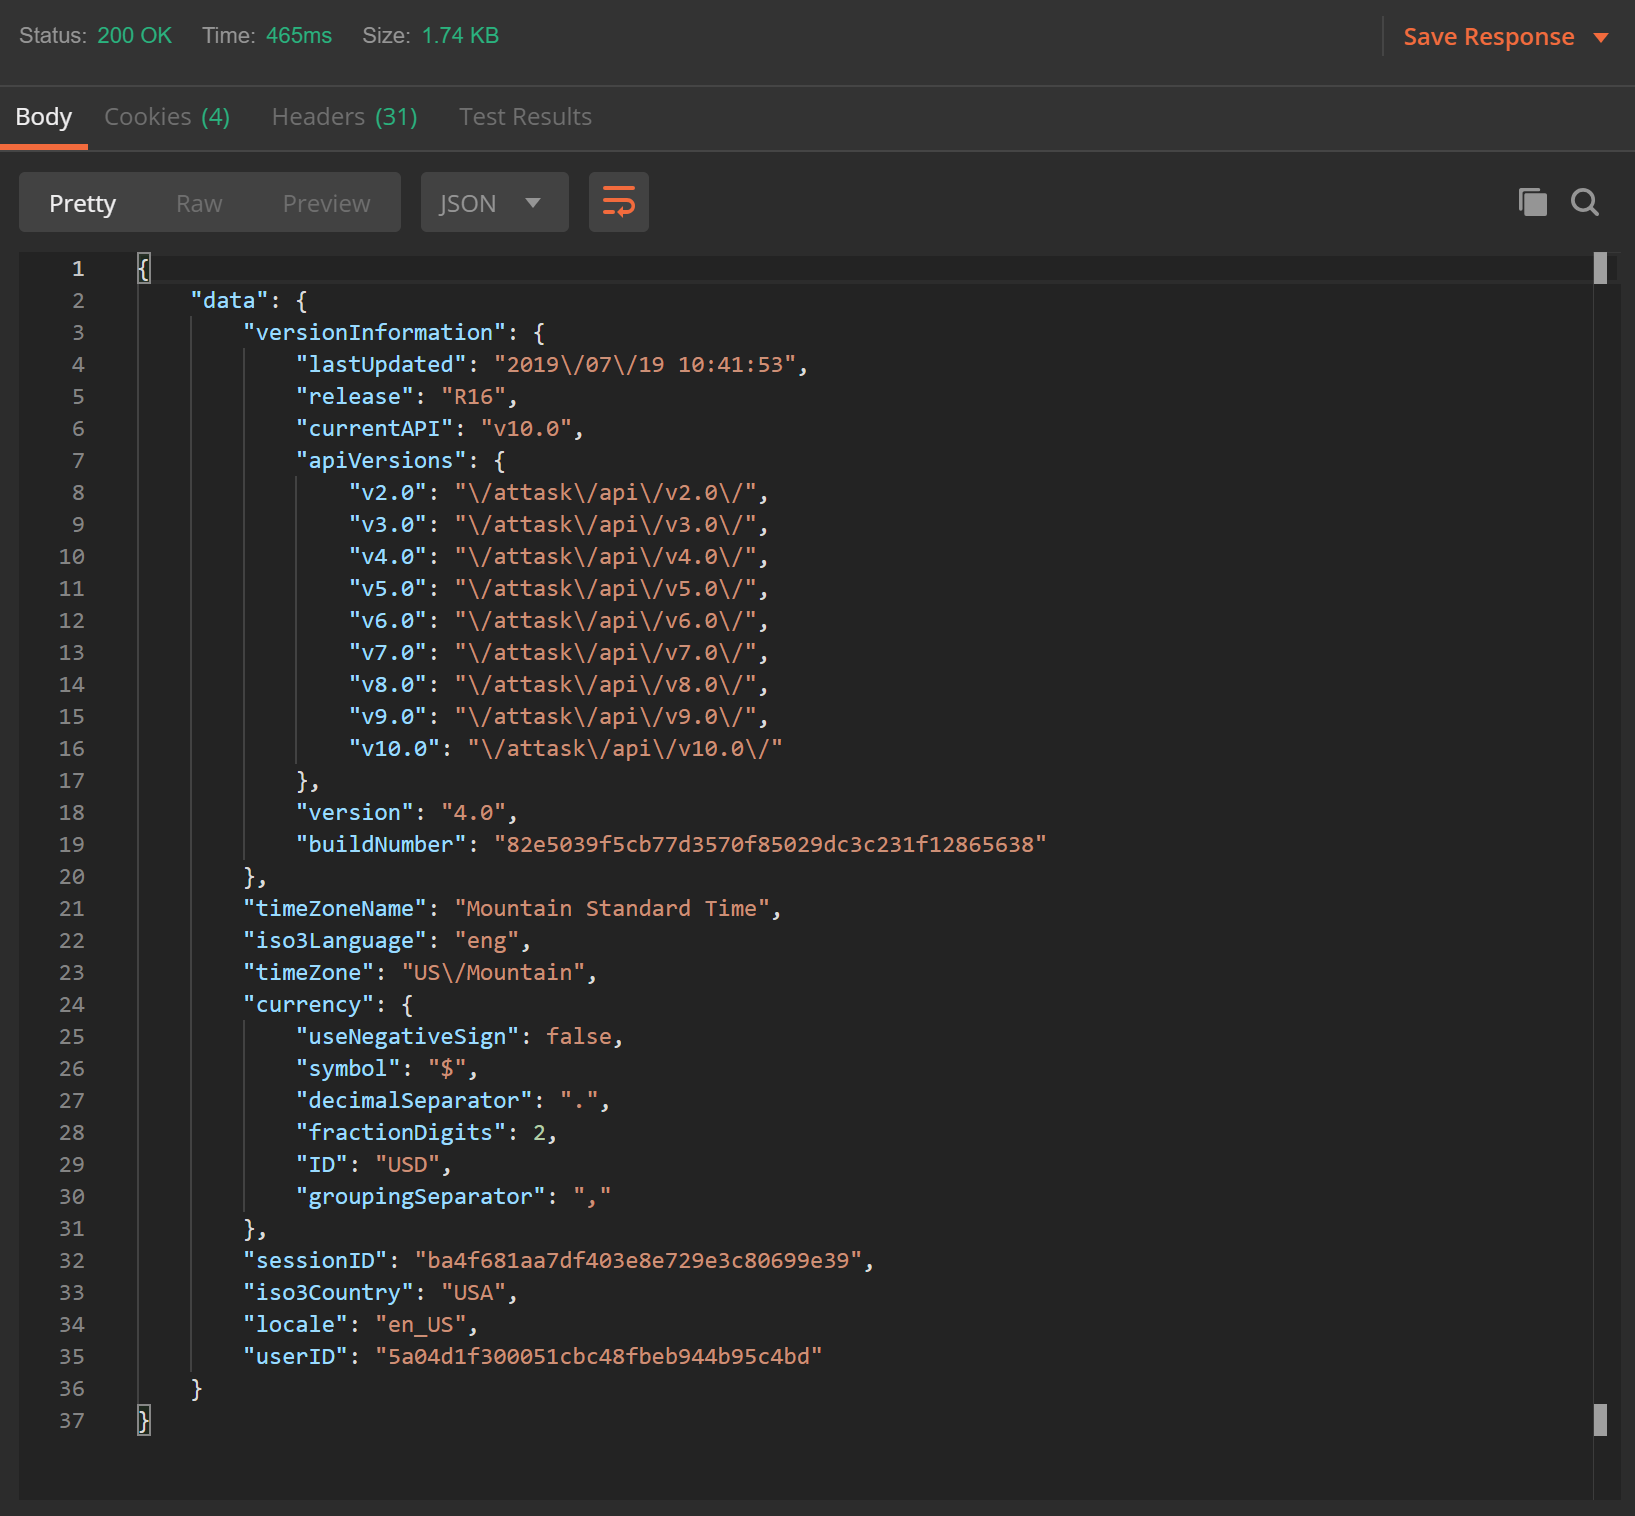 Status: 200 OK Time: 465ms Size: 1.74 KB Save Response
Body Cookies (4) Headers (31) Test Results
Pretty Raw Preview JSON
1 {
2 "data": {
3 "versionInformation": {
4 "lastUpdated": "2019\/07\/19 10:41:53",
5 "release": "R16",
6 "currentAPI": "v10.0",
7 "apiVersions": {
8 "v2.0": "\/attask\/api\/v2.0\/",
9 "v3.0": "\/attask\/api\/v3.0\/",
10 "v4.0": "\/attask\/api\/v4.0\/",
11 "v5.0": "\/attask\/api\/v5.0\/",
12 "v6.0": "\/attask\/api\/v6.0\/",
13 "v7.0": "\/attask\/api\/v7.0\/",
14 "v8.0": "\/attask\/api\/v8.0\/",
15 "v9.0": "\/attask\/api\/v9.0\/",
16 "v10.0": "\/attask\/api\/v10.0\/"
17 },
18 "version": "4.0",
19 "buildNumber": "82e5039f5cb77d3570f85029dc3c231f12865638"
20 },
21 "timeZoneName": "Mountain Standard Time",
22 "iso3Language": "eng",
23 "timeZone": "US\/Mountain",
24 "currency": {
25 "useNegativeSign": false,
26 "symbol": "$",
27 "decimalSeparator": ".",
28 "fractionDigits": 2,
29 "ID": "USD",
30 "groupingSeparator": ","
31 },
32 "sessionID": "ba4f681aa7df403e8e729e3c80699e39",
33 "iso3Country": "USA",
34 "locale": "en_US",
35 "userID": "5a04d1f300051cbc48fbeb944b95c4bd"
36 }
37 }